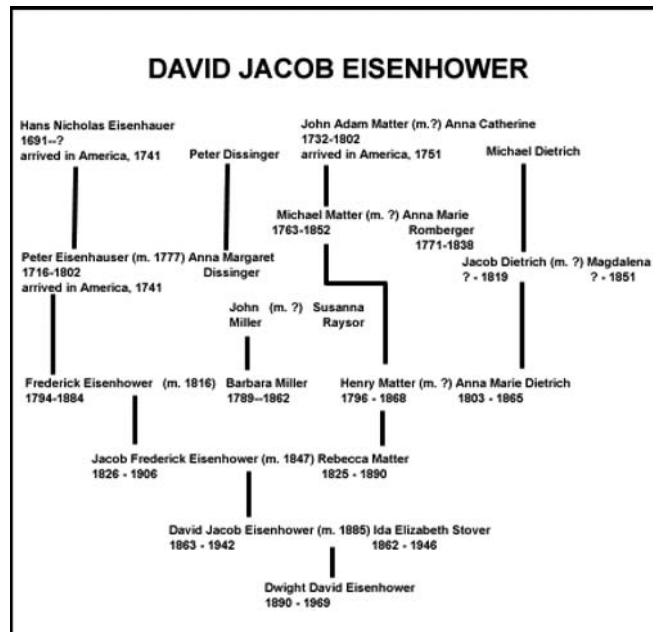 DAVID JACOB EISENHOWER
Hans Nicholas Eisenhauer
1691--?
arrived in America, 1741
Peter Dissinger
John Adam Matter (m.?) Anna Catherine
1732-1802
arrived in America, 1751
Michael Dietrich
Michael Matter (m. ?) Anna Marie
1763-1852 Romberger
1771-1838
Peter Eisenhauser (m. 1777) Anna Margaret
1716-1802 Dissinger
arrived in America, 1741
Jacob Dietrich (m. ?) Magdalena
? - 1819 ? - 1851
John (m. ?) Susanna
Miller Raysor
Frederick Eisenhower (m. 1816) Barbara Miller
1794-1884 1789--1862
Henry Matter (m. ?) Anna Marie Dietrich
1796 - 1868 1803 - 1865
Jacob Frederick Eisenhower (m. 1847) Rebecca Matter
1826 - 1906 1825 - 1890
David Jacob Eisenhower (m. 1885) Ida Elizabeth Stover
1863 - 1942 1862 - 1946
Dwight David Eisenhower
1890 - 1969